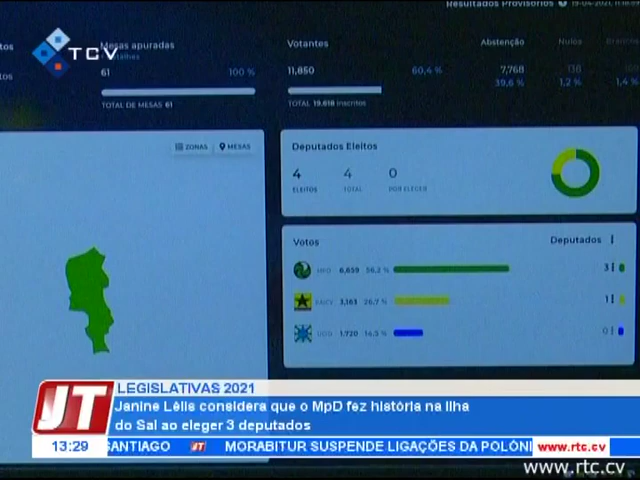 Resultados Provisórios
TCV
Mesas apuradas
61 100 %
TOTAL DE MESAS 61
Votantes
11,850 60,4 %
TOTAL 19.618 inscritos
Abstenção
7,768
39,6 %
Nulos
138
1,2 %
1,4 %
ZONAS MESAS
Deputados Eleitos
4 4 0
ELEITOS TOTAL POR ELEGER
Votos Deputados
MPD 6,659 56,2 % 3
PAICV 3,163 26,7 % 1
UCID 1,720 14,5 % 0
JT
LEGISLATIVAS 2021
Janine Lélis considera que o MpD fez história na Ilha
do Sal ao eleger 3 deputados
13:29 SANTIAGO JT MORABITUR SUSPENDE LIGAÇÕES DA POLÓNI www.rtc.cv
www.rtc.cv